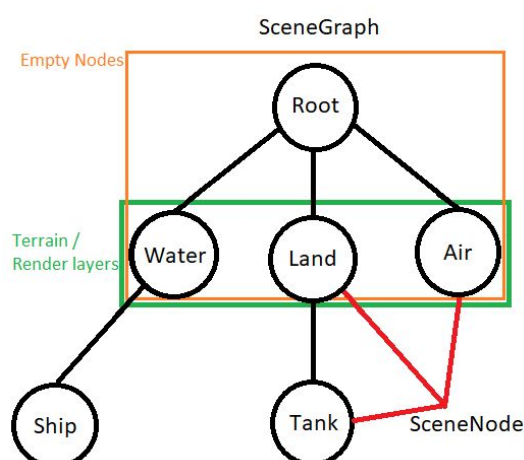 SceneGraph
Empty Nodes
Root
Terrain /
Render layers
Water
Land
Air
Ship
Tank
SceneNode